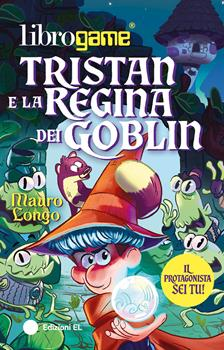 librogame®
TRISTAN
E LA REGINA
DEI GOBLIN
Mauro
Longo
IL
PROTAGONISTA
SEI TU!
Edizioni EL